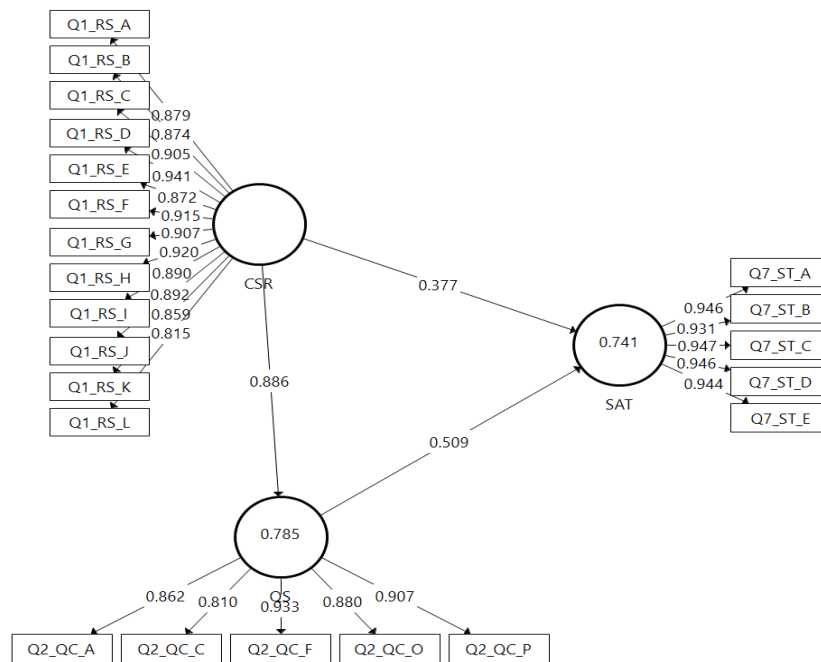 Q1_RS_A
Q1_RS_B
Q1_RS_C
Q1_RS_D
Q1_RS_E
Q1_RS_F
Q1_RS_G
Q1_RS_H
Q1_RS_I
Q1_RS_J
Q1_RS_K
Q1_RS_L
0.879
0.874
0.905
0.941
0.872
0.915
0.907
0.920
0.890
0.892
0.859
0.815
CSR
0.377
0.886
0.509
0.741
SAT
0.946
0.931
0.947
0.946
0.944
Q7_ST_A
Q7_ST_B
Q7_ST_C
Q7_ST_D
Q7_ST_E
0.785
QS
0.862
0.810
0.933
0.880
0.907
Q2_QC_A
Q2_QC_C
Q2_QC_F
Q2_QC_O
Q2_QC_P